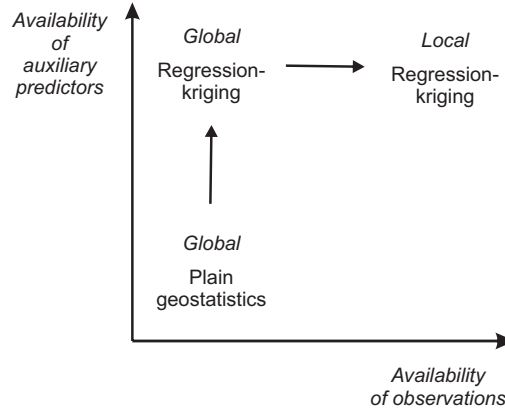 Availability
of
auxiliary
predictors
Global
Regression-
kriging
Local
Regression-
kriging
Global
Plain
geostatistics
Availability
of observations